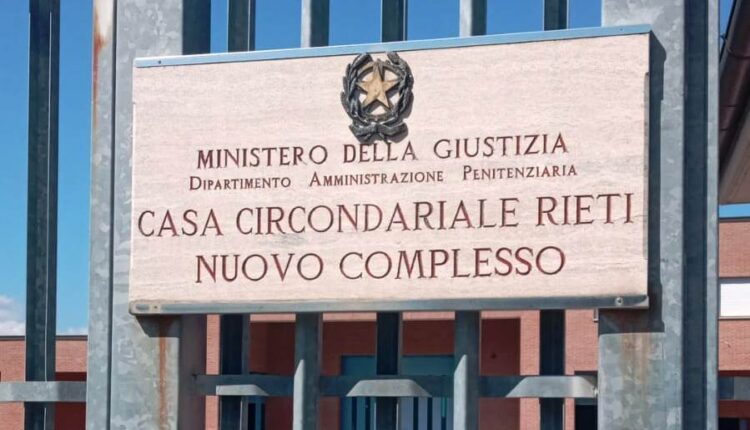 MINISTERO DELLA GIUSTIZIA
DIPARTIMENTO AMMINISTRAZIONE PENITENZIARIA
CASA CIRCONDARIALE RIETI
NUOVO COMPLESSO